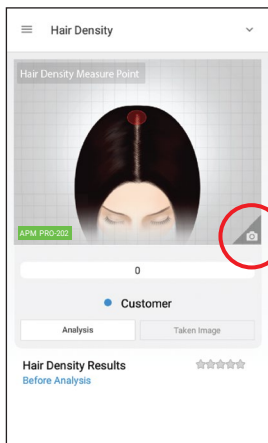 Hair Density
Hair Density Measure Point
APM PRO-202
0
Customer
Analysis
Taken Image
Hair Density Results
Before Analysis